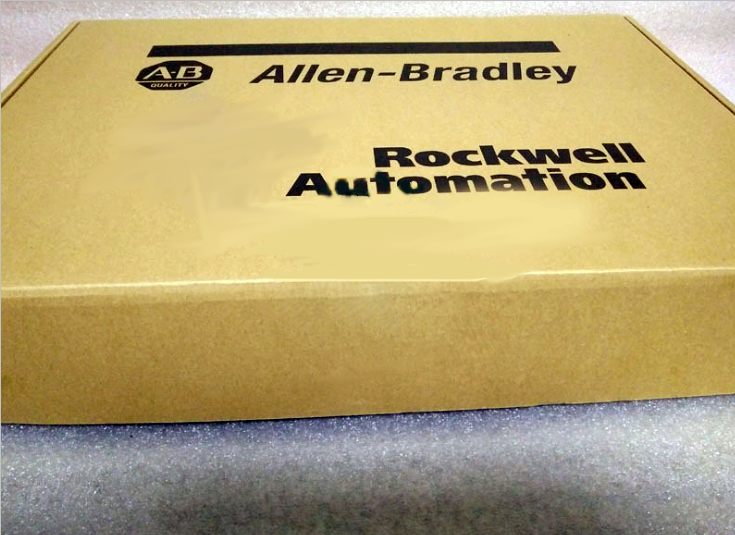 A-B
QUALITY
Allen-Bradley
Rockwell
Automation